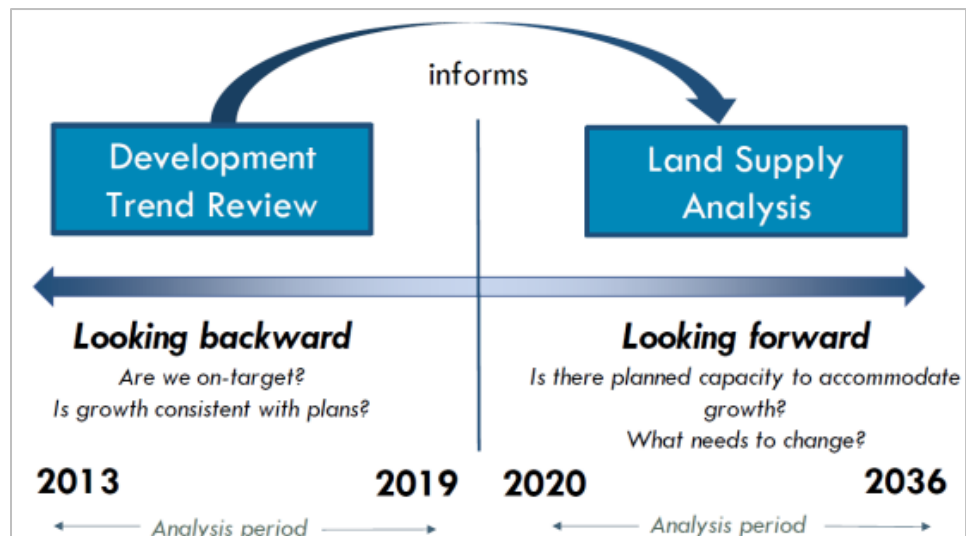 informs
Development
Trend Review
Land Supply
Analysis
Looking backward
Are we on-target?
Is growth consistent with plans?
Looking forward
Is there planned capacity to accommodate
growth?
What needs to change?
2013
2019
2020
2036
Analysis period
Analysis period